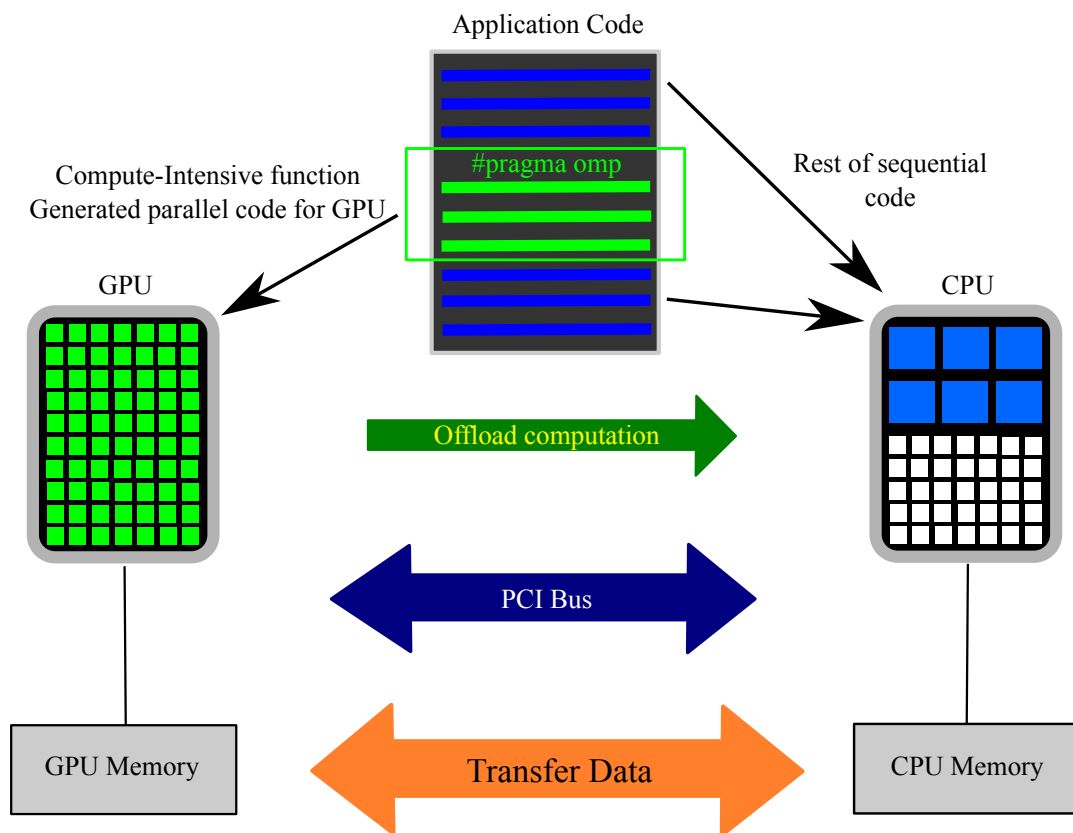 Application Code
#pragma omp
Compute-Intensive function
Generated parallel code for GPU
Rest of sequential
code
GPU
CPU
Offload computation
PCI Bus
GPU Memory
Transfer Data
CPU Memory